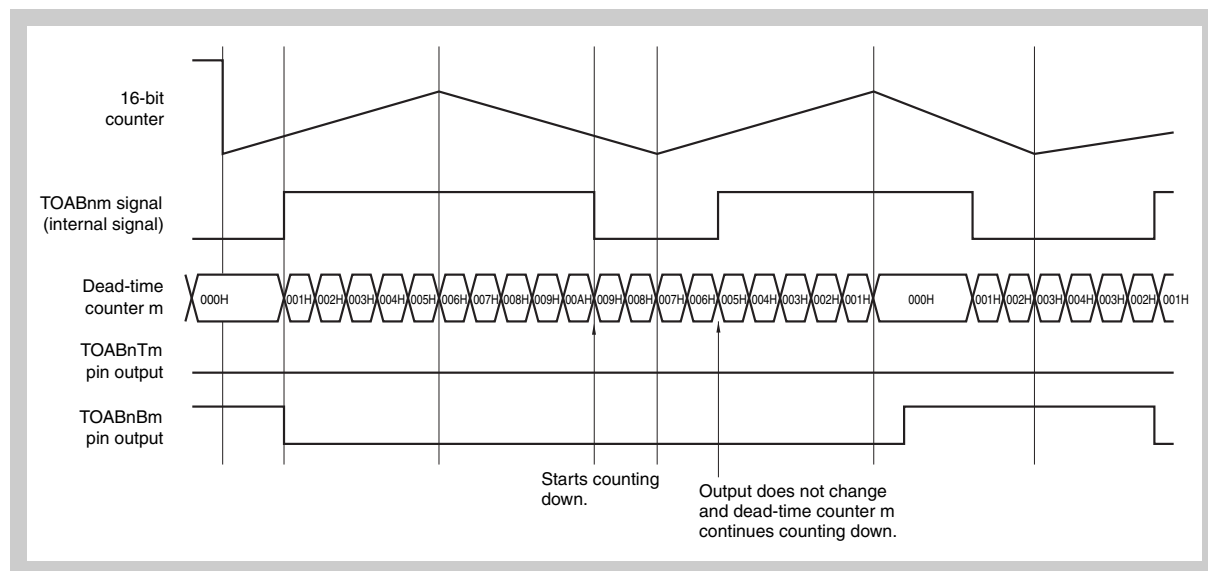 16-bit
counter
TOABnm signal
(internal signal)
Dead-time
counter m
000H 001H 002H 003H 004H 005H 006H 007H 008H 009H 00AH 009H 008H 007H 006H 005H 004H 003H 002H 001H 000H 001H 002H 003H 004H 003H 002H 001H
TOABnTm
pin output
TOABnBm
pin output
Starts counting
down.
Output does not change
and dead-time counter m
continues counting down.